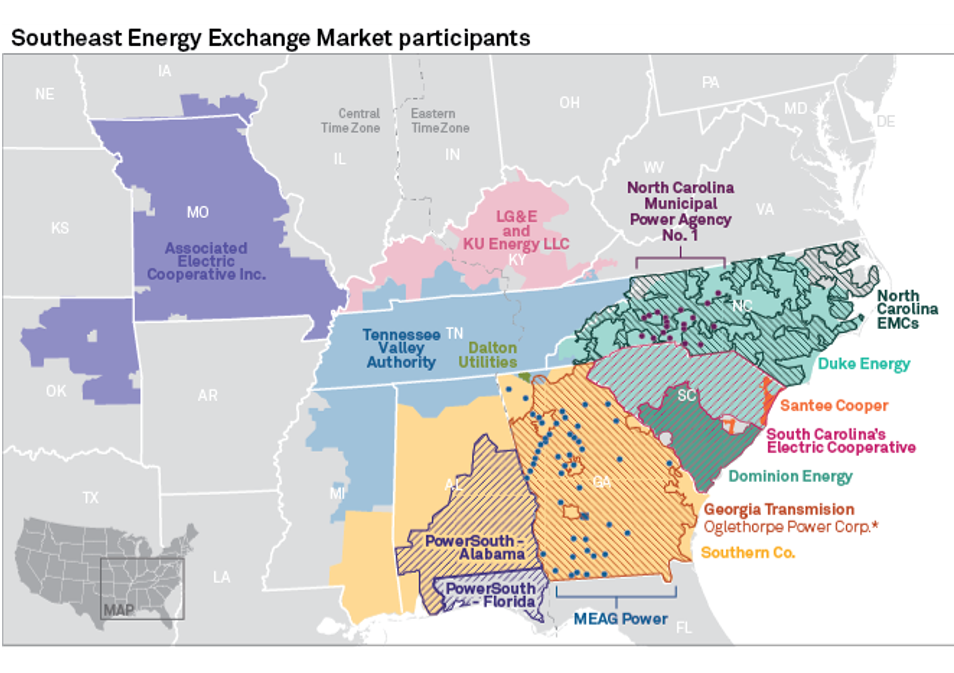 Southeast Energy Exchange Market participants
NE
IA
PA
OH
MD
DE
Central
Time Zone
Eastern
Time Zone
IL
IN
WV
VA
North Carolina
Municipal
Power Agency
No. 1
KS
MO
LG&E
and
KU Energy LLC
KY
Associated
Electric
Cooperative Inc.
NC
North
Carolina
EMCs
TN
Tennessee
Valley
Authority
Dalton
Utilities
Duke Energy
OK
AR
SC
Santee Cooper
South Carolina's
Electric Cooperative
Dominion Energy
TX
MI
AL
GA
Georgia Transmision
Oglethorpe Power Corp.*
PowerSouth -
Alabama
Southern Co.
LA
PowerSouth
- Florida
MAP
MEAG Power
FL